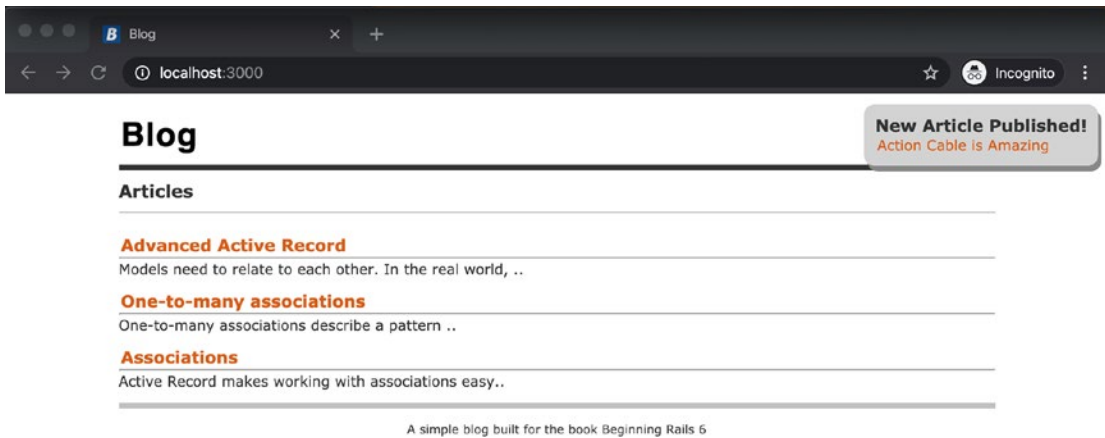 Blog
localhost:3000
Incognito
Blog
New Article Published!
Action Cable is Amazing
Articles
Advanced Active Record
Models need to relate to each other. In the real world, ..
One-to-many associations
One-to-many associations describe a pattern ..
Associations
Active Record makes working with associations easy..
A simple blog built for the book Beginning Rails 6